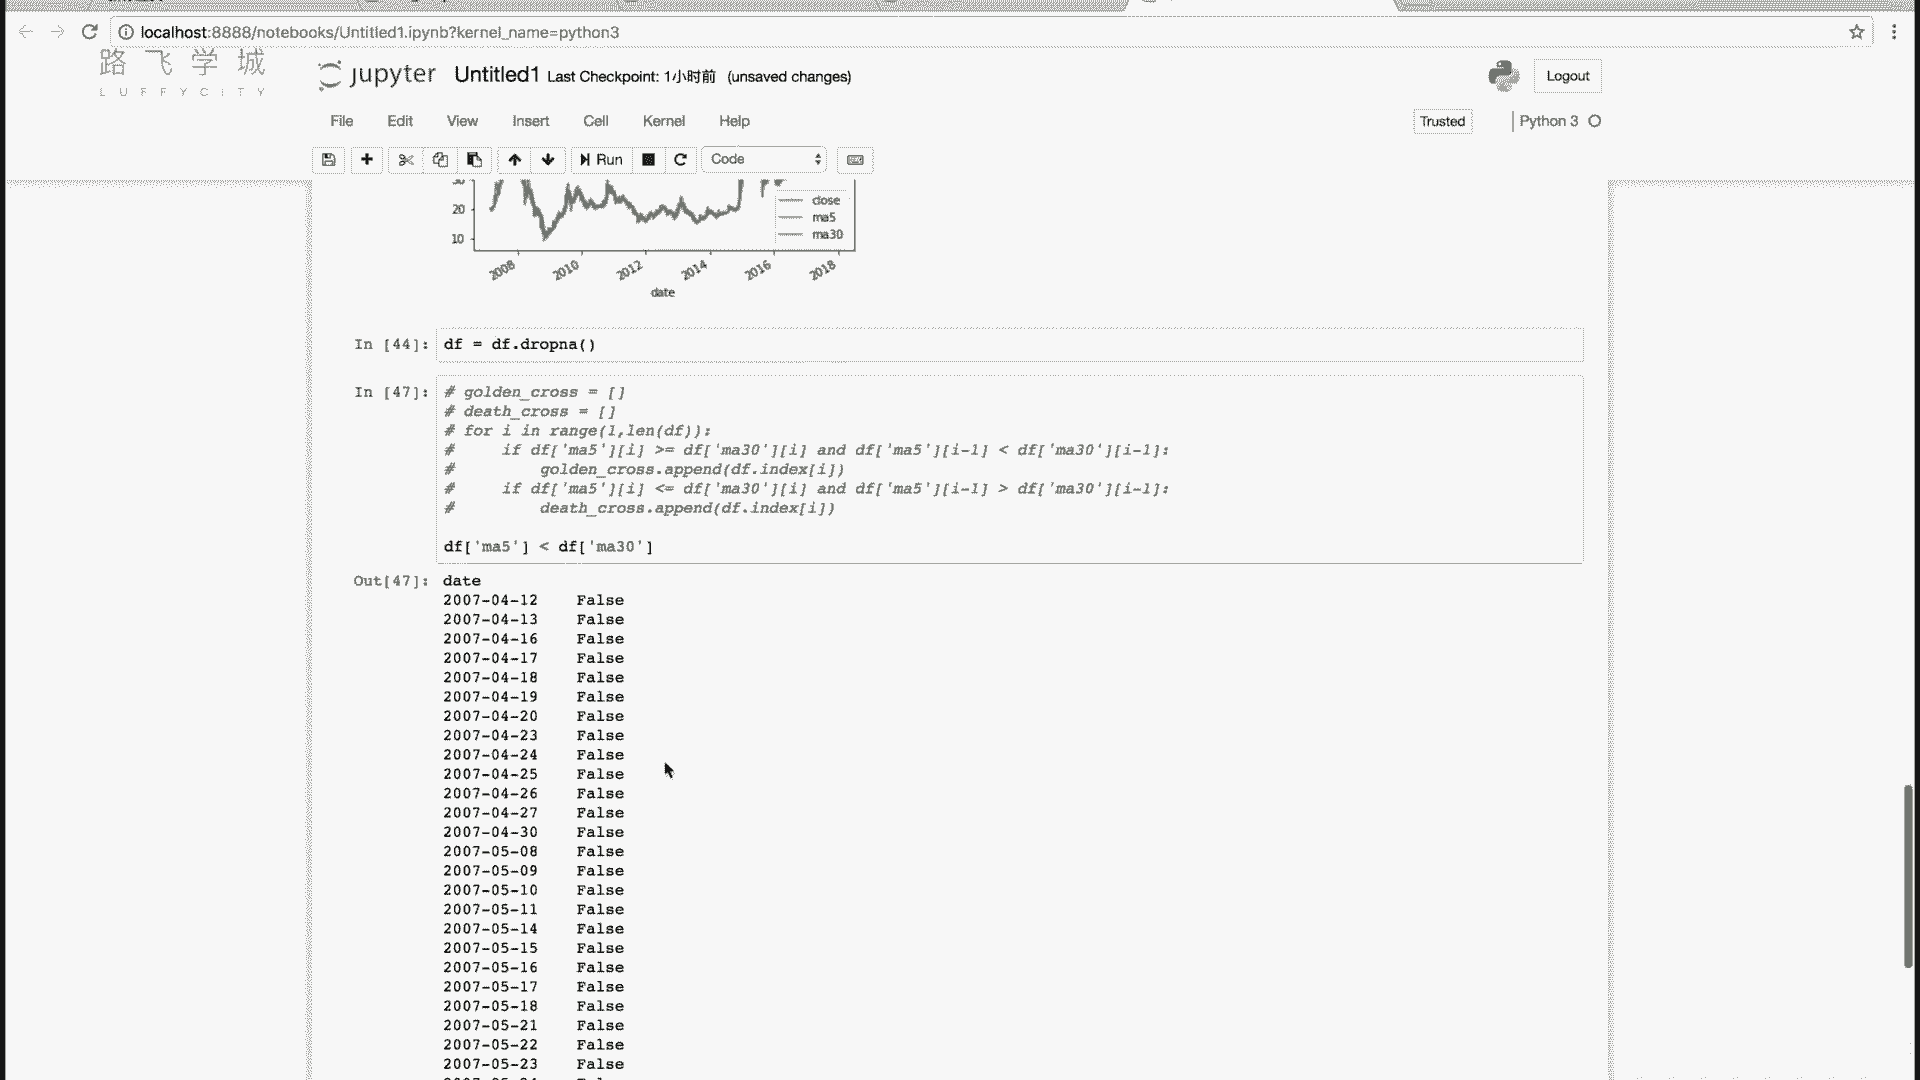 localhost:8888/notebooks/Untitled1.ipynb?kernel_name=python3
路飞学城
LUFFYCITY
jupyter Untitled1 Last Checkpoint: 1小时前 (unsaved changes)
Logout
File Edit View Insert Cell Kernel Help
Trusted
Python 3
Run
Code
20
10
close
ma5
ma30
2008 2010 2012 2014 2016 2018
date
In [44]: df = df.dropna()
In [47]: # golden_cross = []
# death_cross = []
# for i in range(1,len(df)):
#     if df['ma5'][i] >= df['ma30'][i] and df['ma5'][i-1] < df['ma30'][i-1]:
#         golden_cross.append(df.index[i])
#     if df['ma5'][i] <= df['ma30'][i] and df['ma5'][i-1] > df['ma30'][i-1]:
#         death_cross.append(df.index[i])
df['ma5'] < df['ma30']
Out[47]: date
2007-04-12    False
2007-04-13    False
2007-04-16    False
2007-04-17    False
2007-04-18    False
2007-04-19    False
2007-04-20    False
2007-04-23    False
2007-04-24    False
2007-04-25    False
2007-04-26    False
2007-04-27    False
2007-04-30    False
2007-05-08    False
2007-05-09    False
2007-05-10    False
2007-05-11    False
2007-05-14    False
2007-05-15    False
2007-05-16    False
2007-05-17    False
2007-05-18    False
2007-05-21    False
2007-05-22    False
2007-05-23    False